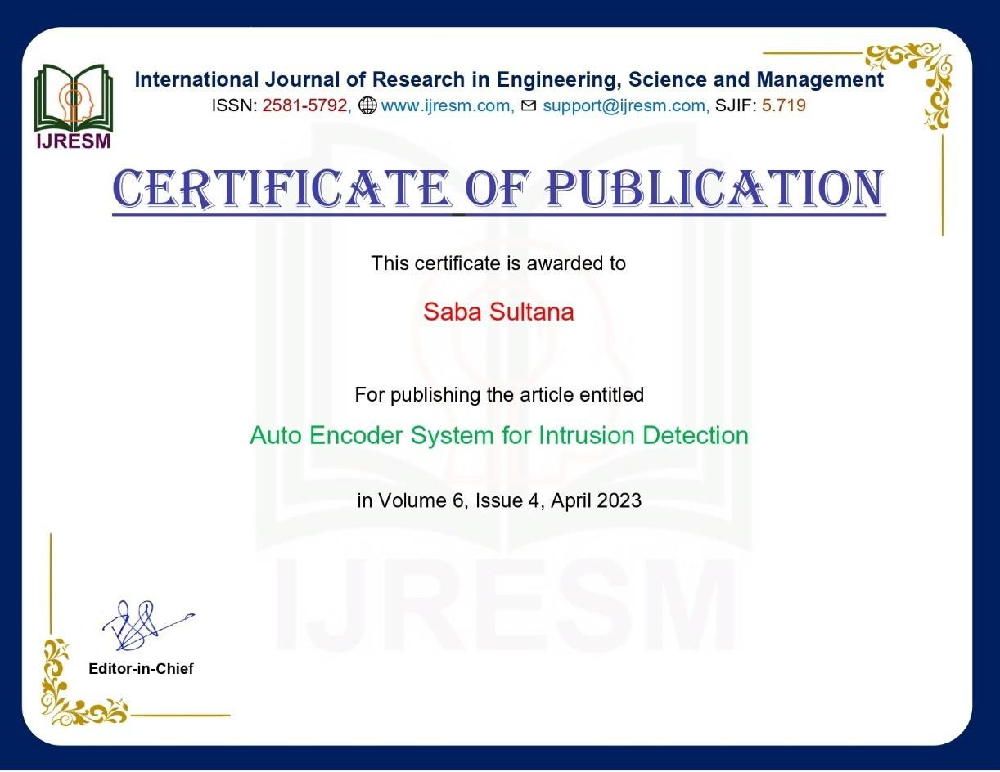 International Journal of Research in Engineering, Science and Management
ISSN: 2581-5792, www.ijresm.com, support@ijresm.com, SJIF: 5.719
IJRESM
CERTIFICATE OF PUBLICATION
This certificate is awarded to
Saba Sultana
For publishing the article entitled
Auto Encoder System for Intrusion Detection
in Volume 6, Issue 4, April 2023
IJRESM
Editor-in-Chief